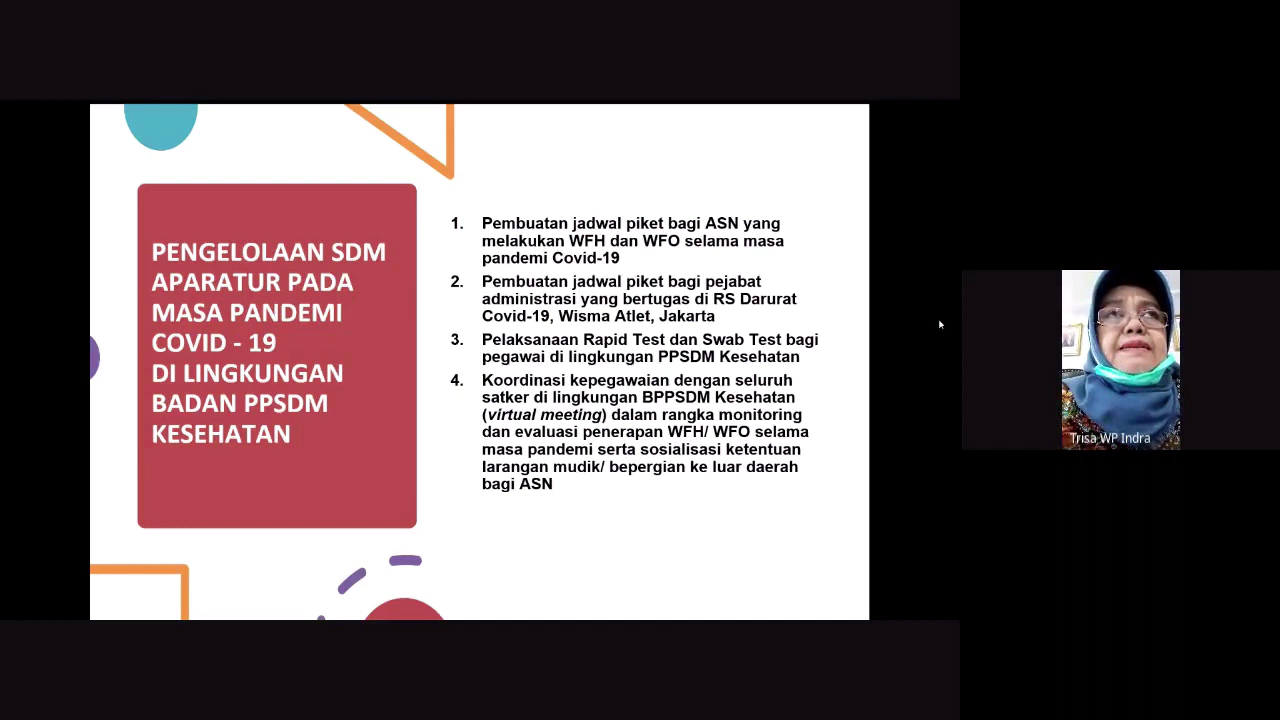 PENGELOLAAN SDM
APARATUR PADA
MASA PANDEMI
COVID - 19
DI LINGKUNGAN
BADAN PPSDM
KESEHATAN
1. Pembuatan jadwal piket bagi ASN yang
melakukan WFH dan WFO selama masa
pandemi Covid-19
2. Pembuatan jadwal piket bagi pejabat
administrasi yang bertugas di RS Darurat
Covid-19, Wisma Atlet, Jakarta
3. Pelaksanaan Rapid Test dan Swab Test bagi
pegawai di lingkungan PPSDM Kesehatan
4. Koordinasi kepegawaian dengan seluruh
satker di lingkungan BPPSDM Kesehatan
(virtual meeting) dalam rangka monitoring
dan evaluasi penerapan WFH/ WFO selama
masa pandemi serta sosialisasi ketentuan
larangan mudik/ bepergian ke luar daerah
bagi ASN
Trisa WP Indra